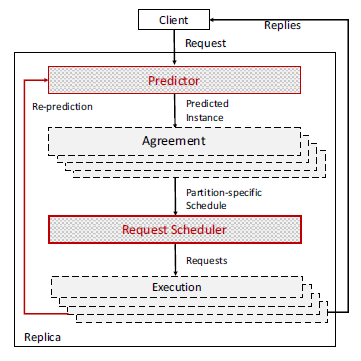 Client
Request
Replies
Predictor
Re-prediction
Predicted
Instance
Agreement
Partition-specific
Schedule
Request Scheduler
Requests
Execution
Replica